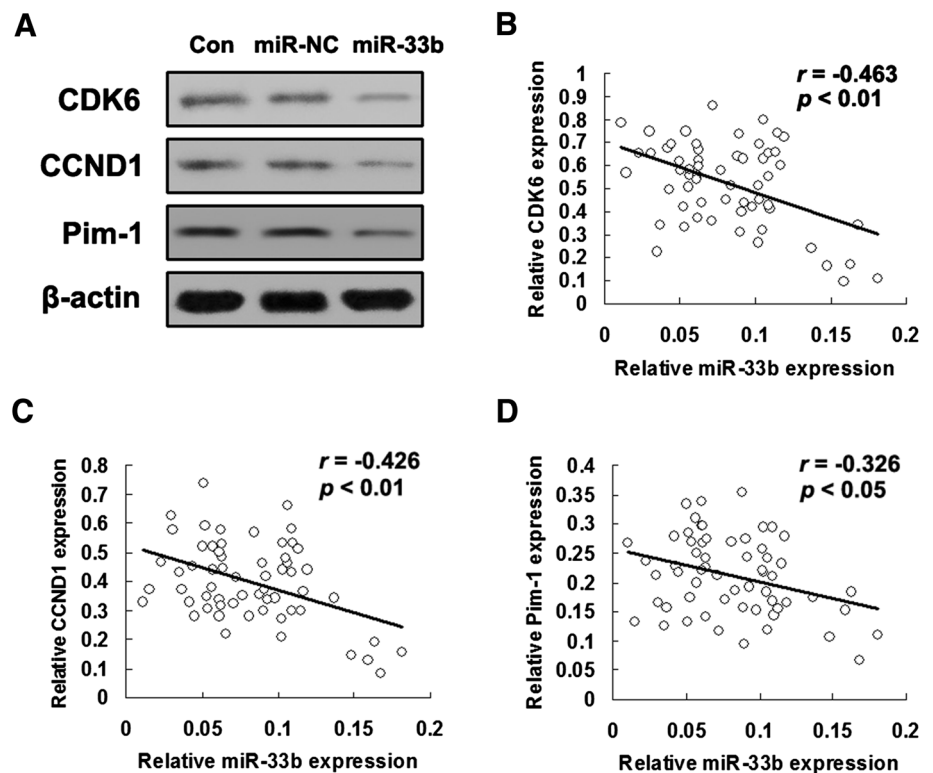 A
Con miR-NC miR-33b
CDK6
CCND1
Pim-1
β-actin
B
r = -0.463
p < 0.01
Relative CDK6 expression
1
0.9
0.8
0.7
0.6
0.5
0.4
0.3
0.2
0.1
0
0 0.05 0.1 0.15 0.2
Relative miR-33b expression
C
r = -0.426
p < 0.01
Relative CCND1 expression
0.8
0.7
0.6
0.5
0.4
0.3
0.2
0.1
0
0 0.05 0.1 0.15 0.2
Relative miR-33b expression
D
r = -0.326
p < 0.05
Relative Pim-1 expression
0.4
0.35
0.3
0.25
0.2
0.15
0.1
0.05
0
0 0.05 0.1 0.15 0.2
Relative miR-33b expression